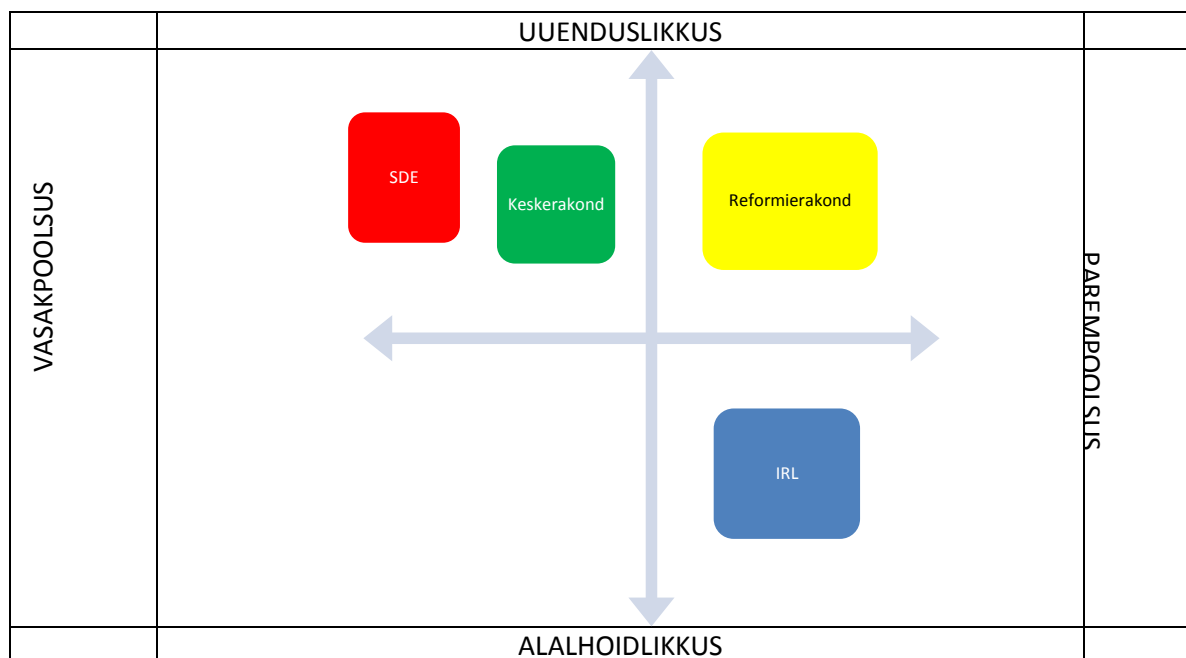 UUENDUSLIKKUS
VASAKPOOLSUS
SDE
Keskerakond
Reformierakond
PAREMPOOLSUS
IRL
ALALHOIDLIKKUS